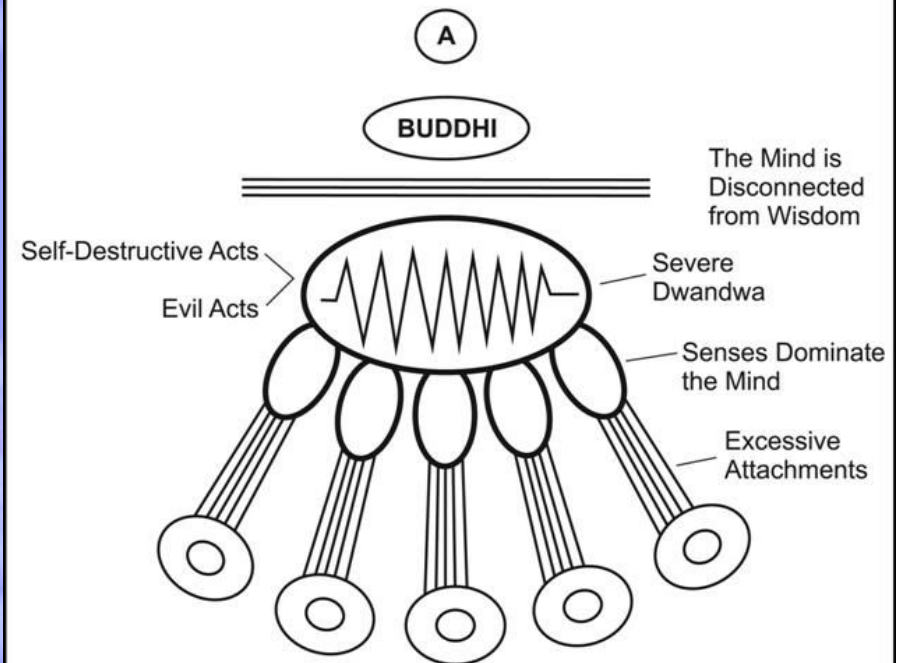 A
BUDDHI
The Mind is
Disconnected
from Wisdom
Self-Destructive Acts
Evil Acts
Severe
Dwandwa
Senses Dominate
the Mind
Excessive
Attachments